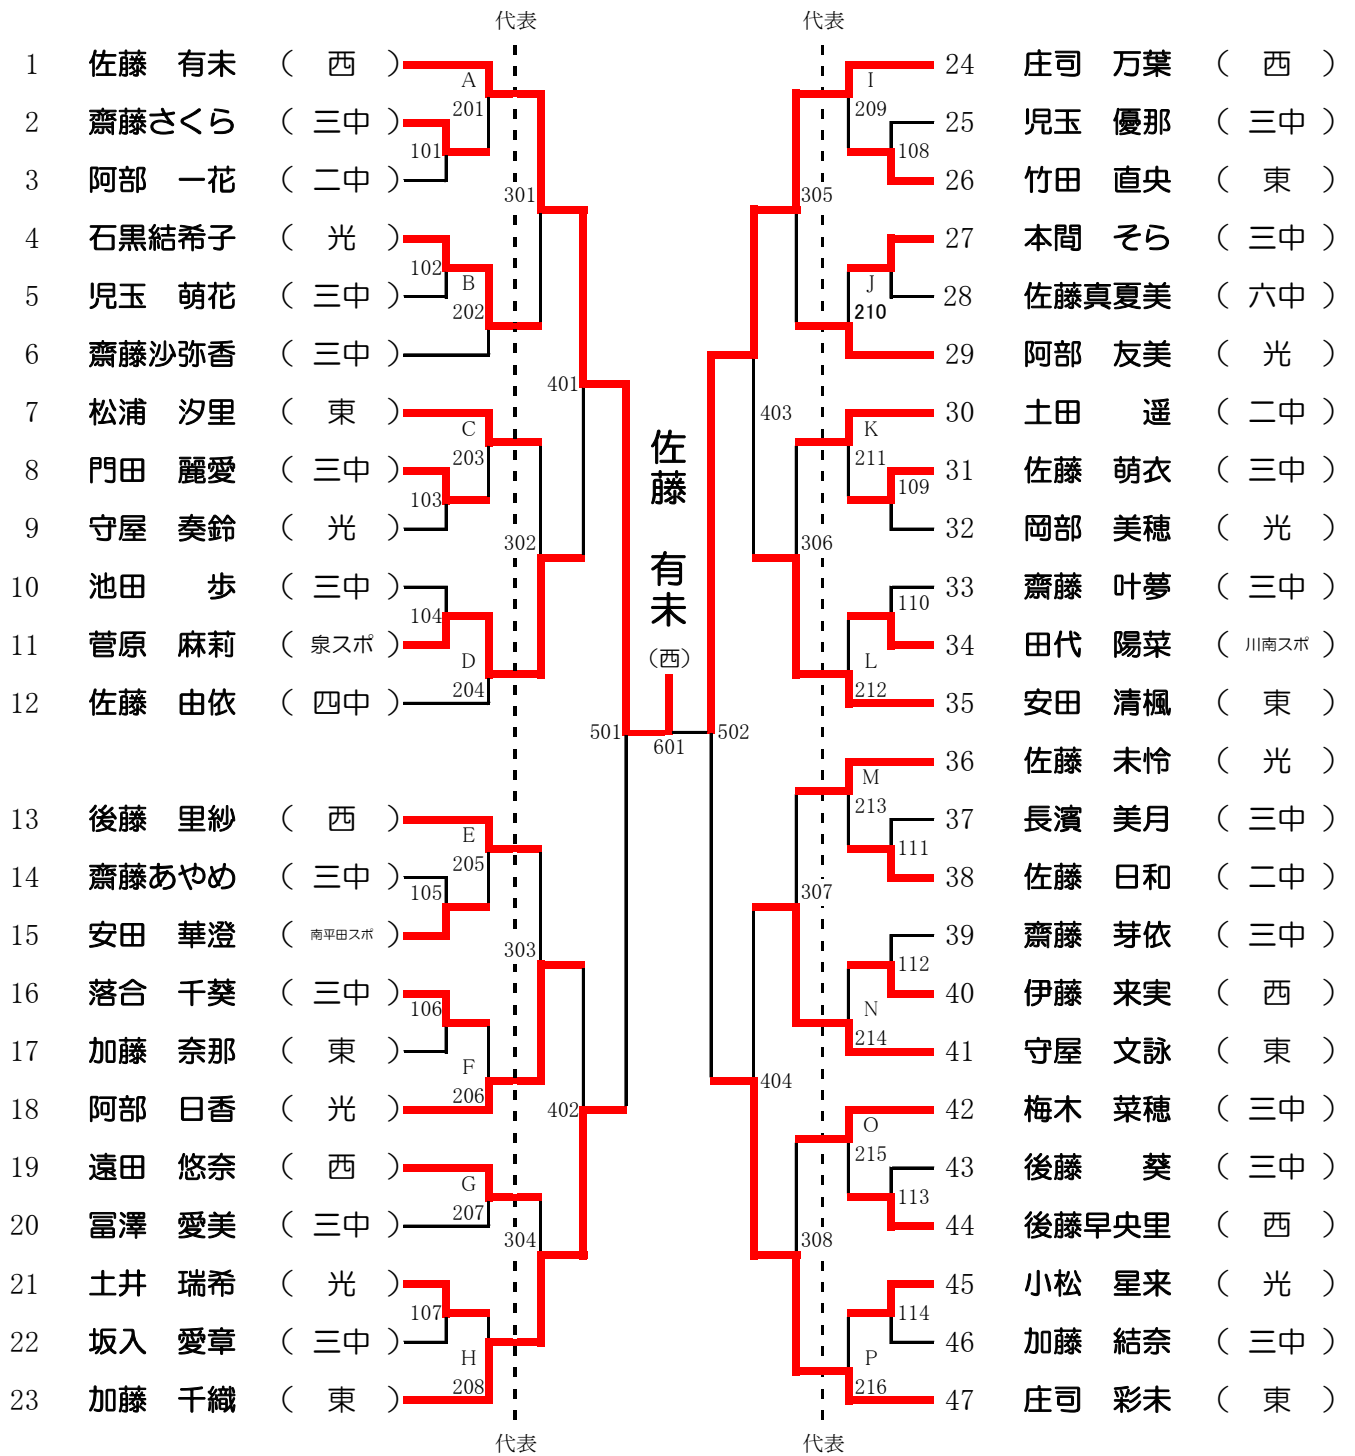 代表
代表
1 佐藤　有未 （ 西 ）
2 齋藤さくら （ 三中 ）
3 阿部　一花 （ 二中 ）
4 石黒結希子 （ 光 ）
5 児玉　萌花 （ 三中 ）
6 齋藤沙弥香 （ 三中 ）
7 松浦　汐里 （ 東 ）
8 門田　麗愛 （ 三中 ）
9 守屋　奏鈴 （ 光 ）
10 池田　　歩 （ 三中 ）
11 菅原　麻莉 （ 泉スポ ）
12 佐藤　由依 （ 四中 ）
13 後藤　里紗 （ 西 ）
14 齋藤あやめ （ 三中 ）
15 安田　華澄 （ 南平田スポ ）
16 落合　千葵 （ 三中 ）
17 加藤　奈那 （ 東 ）
18 阿部　日香 （ 光 ）
19 遠田　悠奈 （ 西 ）
20 冨澤　愛美 （ 三中 ）
21 土井　瑞希 （ 光 ）
22 坂入　愛章 （ 三中 ）
23 加藤　千織 （ 東 ）
A
201
101
102
B
202
C
203
103
104
D
204
E
205
105
106
F
206
G
207
107
H
208
301
302
303
304
401
402
501
佐藤　有未
（西）
601
502
403
404
305
306
307
308
I
209
108
J
210
K
211
109
110
L
212
M
213
111
112
N
214
O
215
113
114
P
216
24 庄司　万葉 （ 西 ）
25 児玉　優那 （ 三中 ）
26 竹田　直央 （ 東 ）
27 本間　そら （ 三中 ）
28 佐藤真夏美 （ 六中 ）
29 阿部　友美 （ 光 ）
30 土田　　遥 （ 二中 ）
31 佐藤　萌衣 （ 三中 ）
32 岡部　美穂 （ 光 ）
33 齋藤　叶夢 （ 三中 ）
34 田代　陽菜 （ 川南スポ ）
35 安田　清楓 （ 東 ）
36 佐藤　未怜 （ 光 ）
37 長濱　美月 （ 三中 ）
38 佐藤　日和 （ 二中 ）
39 齋藤　芽依 （ 三中 ）
40 伊藤　来実 （ 西 ）
41 守屋　文詠 （ 東 ）
42 梅木　菜穂 （ 三中 ）
43 後藤　　葵 （ 三中 ）
44 後藤早央里 （ 西 ）
45 小松　星来 （ 光 ）
46 加藤　結奈 （ 三中 ）
47 庄司　彩未 （ 東 ）
代表
代表